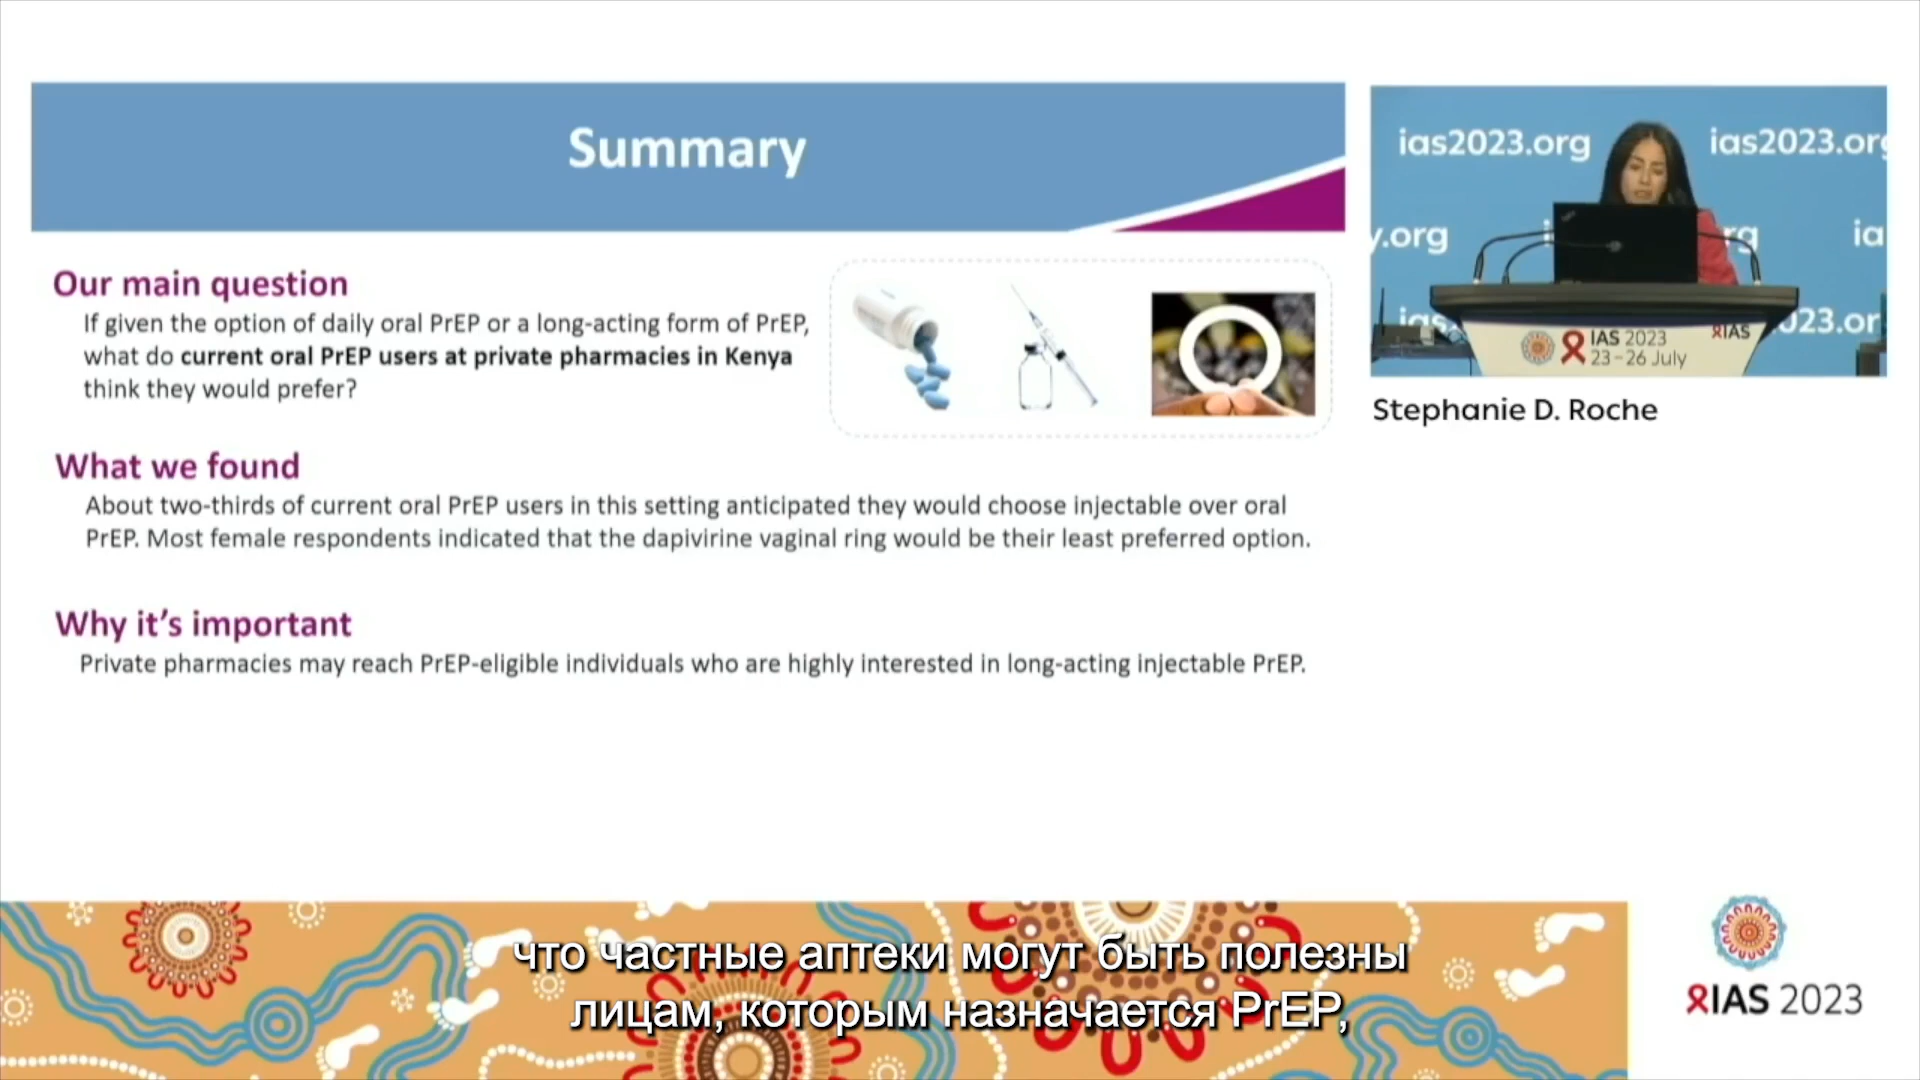 Summary
Our main question
If given the option of daily oral PrEP or a long-acting form of PrEP,
what do current oral PrEP users at private pharmacies in Kenya
think they would prefer?
What we found
About two-thirds of current oral PrEP users in this setting anticipated they would choose injectable over oral
PrEP. Most female respondents indicated that the dapivirine vaginal ring would be their least preferred option.
Why it's important
Private pharmacies may reach PrEP-eligible individuals who are highly interested in long-acting injectable PrEP.
ias2023.org
ias2023.org
y.org
IAS 2023
23–26 July
IAS
Stephanie D. Roche
что частные аптеки могут быть полезны
лицам, которым назначается PrEP,
IAS 2023